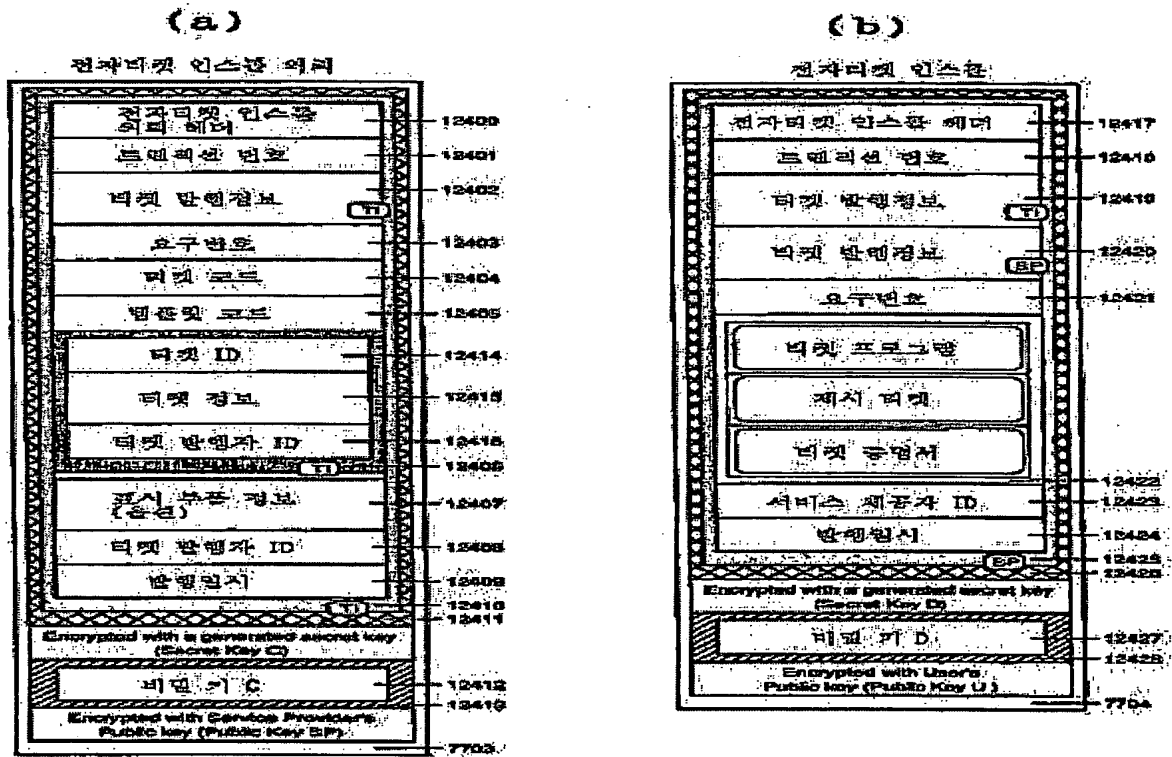 (a)
전자티켓 인스톨 의뢰
전자티켓 인스톨
의뢰 헤더
12400
트랜잭션 번호
12401
티켓 발행정보
12402
TI
요구번호
12403
티켓 코드
12404
인스톨 코드
12405
티켓 ID
12414
티켓 정보
12415
티켓 발행자 ID
12416
TI
12406
표시 부품 정보
(옵션)
12407
티켓 발행자 ID
12408
발행일시
12409
TI
12410
12411
Encrypted with a generated secret key
(Secret Key C)
비밀 키 C
12412
12413
Encrypted with Service Provider's
Public key (Public Key SP)
7703
(b)
전자티켓 인스톨
전자티켓 인스톨 헤더
12417
트랜잭션 번호
12418
티켓 발행정보
12419
TI
티켓 발행정보
12420
SP
요구번호
12421
티켓 프로그램
제시 티켓
티켓 증명서
12422
서비스 제공자 ID
12423
발행일시
12424
SP
12425
12426
Encrypted with a generated secret key
(Secret Key D)
비밀 키 D
12427
12428
Encrypted with User's
Public key (Public Key U)
7704